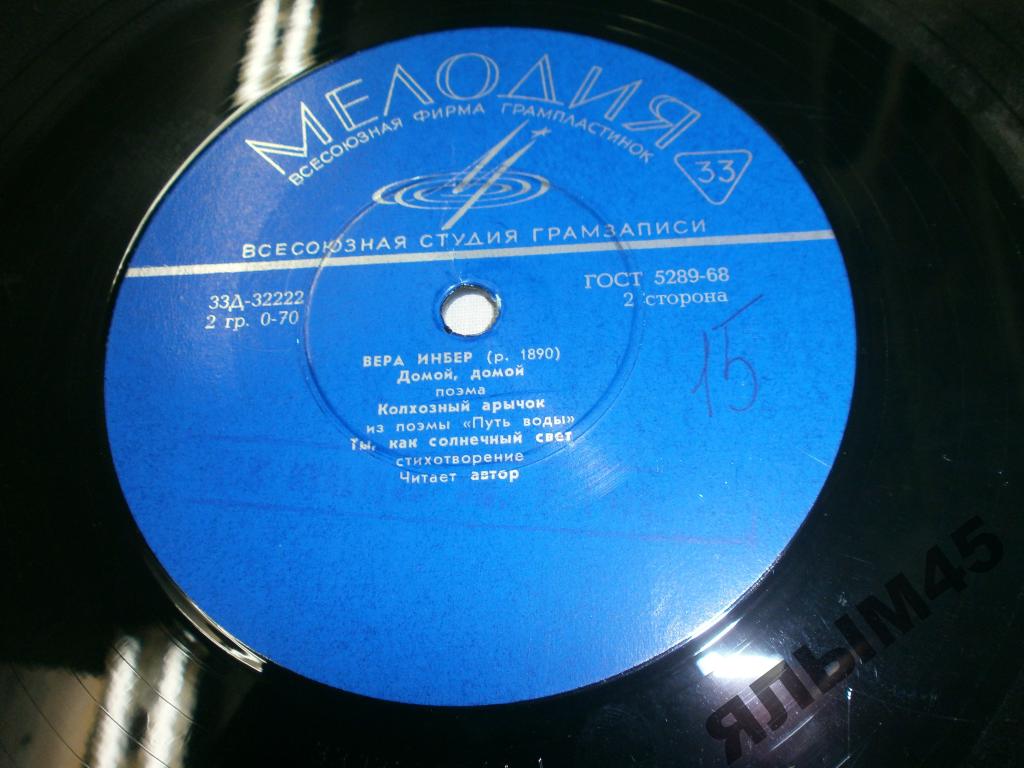 МЕЛОДИЯ
ВСЕСОЮЗНАЯ ФИРМА ГРАМПЛАСТИНОК
33
ВСЕСОЮЗНАЯ СТУДИЯ ГРАМЗАПИСИ
33Д-32222
2 гр. 0-70
ГОСТ 5289-68
2 сторона
15
ВЕРА ИНБЕР (р. 1890)
Домой, домой
поэма
Колхозный арычок
из поэмы «Путь воды»
Ты, как солнечный свет
стихотворение
Читает автор
ЯЛЫМ45